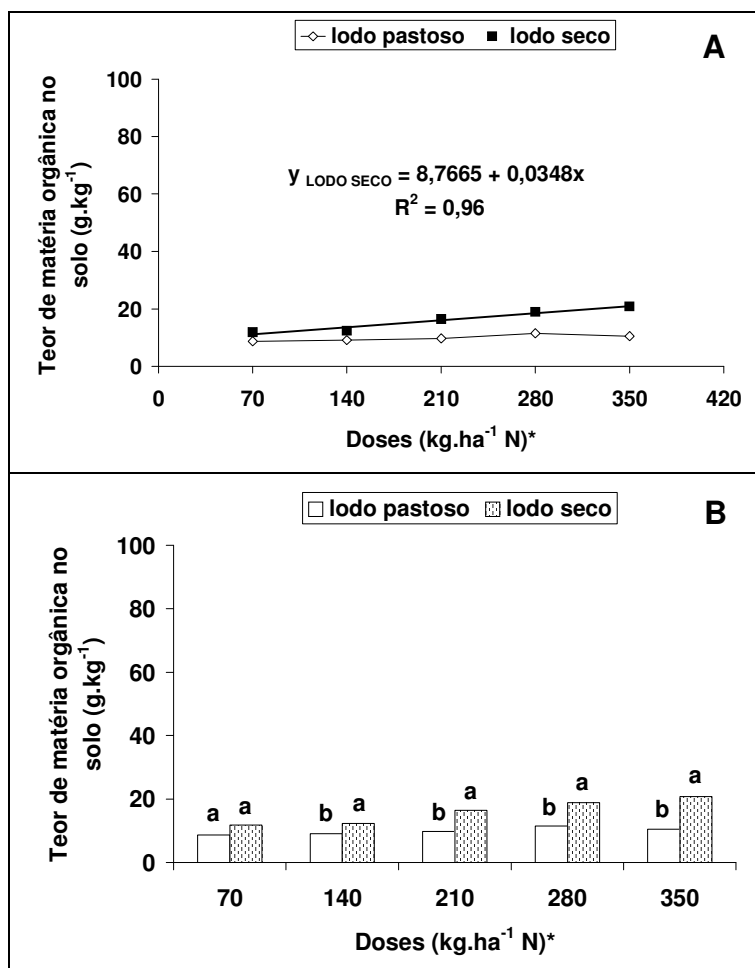 lodo pastoso lodo seco
A
100
80
60
40
20
0
Teor de matéria orgânica no
solo (g.kg⁻¹)
y LODO SECO = 8,7665 + 0,0348x
R² = 0,96
0 70 140 210 280 350 420
Doses (kg.ha⁻¹ N)*
lodo pastoso lodo seco
B
100
80
60
40
20
0
Teor de matéria orgânica no
solo (g.kg⁻¹)
a a b a b a b a b a
70 140 210 280 350
Doses (kg.ha⁻¹ N)*